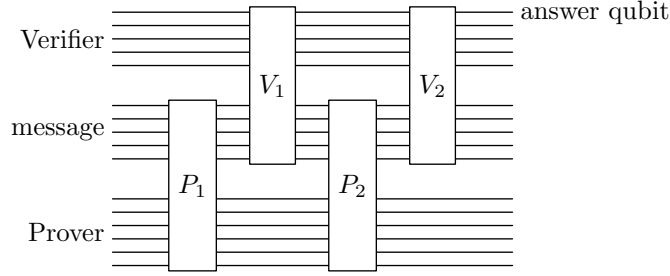 answer qubit
Verifier
V1
V2
message
P1
P2
Prover